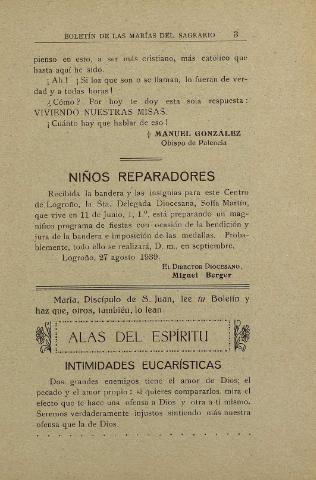 BOLETÍN DE LAS MARÍAS DEL SAGRARIO 3
pienso en esto, a ser más cristiano, más católico que
hasta aquí he sido.
¡Ah! ¡Si los que son o se llaman, lo fueran de ver-
dad y a todas horas!
¿Cómo? Por hoy te doy esta sola respuesta:
VIVIENDO NUESTRAS MISAS.
¡Cuánto hay que hablar de eso!
† MANUEL GONZÁLEZ
Obispo de Palencia
NIÑOS REPARADORES
Recibida la bandera y las insignias para este Centro
de Logroño, la Sta. Delegada Diocesana, Sofía Martín,
que vive en 11 de Junio, 1, 1.º, está preparando un mag-
nífico programa de fiestas con ocasión de la bendición y
jura de la bandera e imposición de las medallas. Proba-
blemente, todo ello se realizará, D. m., en septiembre.
Logroño, 27 agosto 1939.
El Director Diocesano,
Miguel Berger
María, Discípulo de S. Juan, lee tu Boletín y
haz que, otros, también, lo lean
ALAS DEL ESPÍRITU
INTIMIDADES EUCARÍSTICAS
Dos grandes enemigos tiene el amor de Dios; el
pecado y el amor propio: si quieres compararlos, mira el
efecto que te hace una ofensa a Dios y otra a ti mismo.
Seremos verdaderamente injustos sintiendo más nuestra
ofensa que la de Dios.